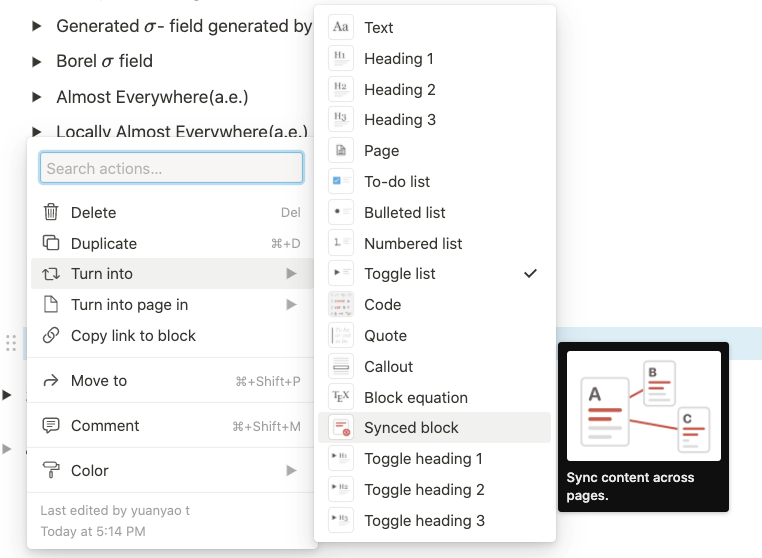 Generated σ- field generated by
Borel σ field
Almost Everywhere(a.e.)
Locally Almost Everywhere(a.e.)
Search actions...
Delete Del
Duplicate ⌘+D
Turn into
Turn into page in
Copy link to block
Move to ⌘+Shift+P
Comment ⌘+Shift+M
Color
Last edited by yuanyao t
Today at 5:14 PM
Aa Text
H1 Heading 1
H2 Heading 2
H3 Heading 3
Page
To-do list
Bulleted list
1. Numbered list
Toggle list
Code
Quote
Callout
TEX Block equation
Synced block
H1 Toggle heading 1
H2 Toggle heading 2
H3 Toggle heading 3
A
B
C
Sync content across
pages.